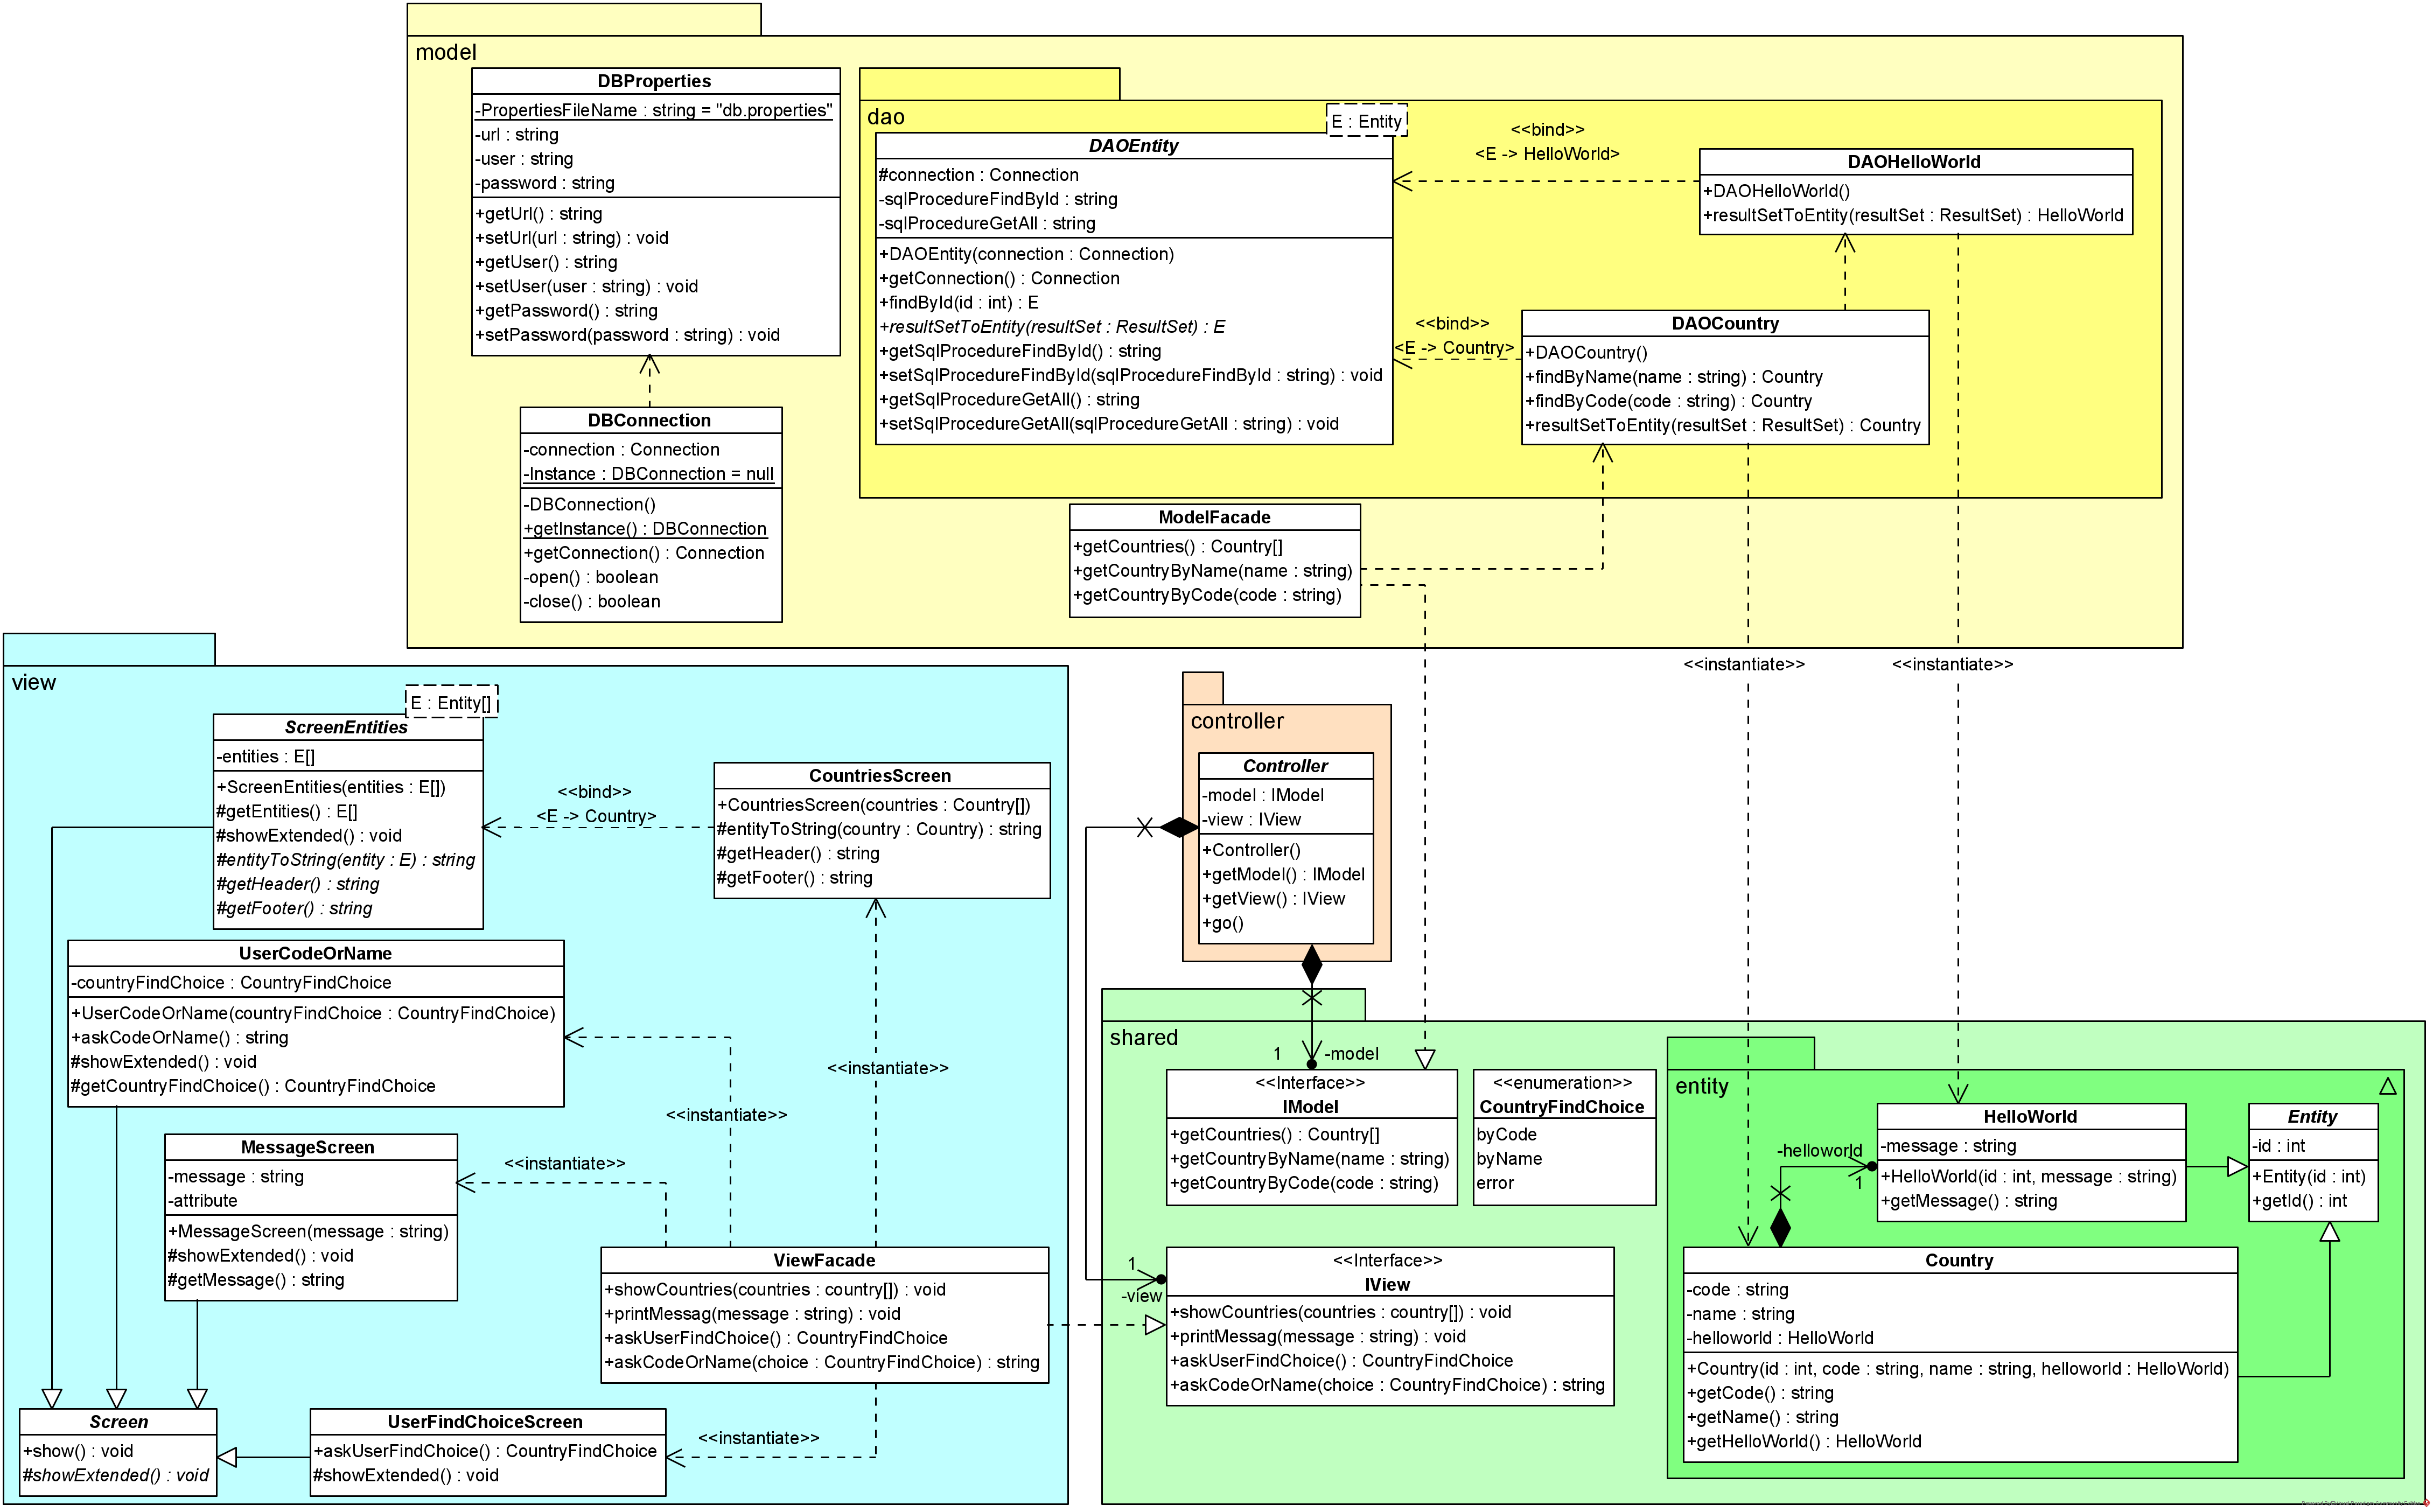 model
DBProperties
-PropertiesFileName : string = "db.properties"
-url : string
-user : string
-password : string
+getUrl() : string
+setUrl(url : string) : void
+getUser() : string
+setUser(user : string) : void
+getPassword() : string
+setPassword(password : string) : void
DBConnection
-connection : Connection
-Instance : DBConnection = null
-DBConnection()
+getInstance() : DBConnection
+getConnection() : Connection
-open() : boolean
-close() : boolean
dao
E : Entity
DAOEntity
#connection : Connection
-sqlProcedureFindById : string
-sqlProcedureGetAll : string
+DAOEntity(connection : Connection)
+getConnection() : Connection
+findById(id : int) : E
+resultSetToEntity(resultSet : ResultSet) : E
+getSqlProcedureFindById() : string
+setSqlProcedureFindById(sqlProcedureFindById : string) : void
+getSqlProcedureGetAll() : string
+setSqlProcedureGetAll(sqlProcedureGetAll : string) : void
<<bind>>
<E -> HelloWorld>
DAOHelloWorld
+DAOHelloWorld()
+resultSetToEntity(resultSet : ResultSet) : HelloWorld
<<bind>>
<E -> Country>
DAOCountry
+DAOCountry()
+findByName(name : string) : Country
+findByCode(code : string) : Country
+resultSetToEntity(resultSet : ResultSet) : Country
ModelFacade
+getCountries() : Country[]
+getCountryByName(name : string)
+getCountryByCode(code : string)
<<instantiate>>
<<instantiate>>
view
E : Entity[]
ScreenEntities
-entities : E[]
+ScreenEntities(entities : E[])
#getEntities() : E[]
#showExtended() : void
#entityToString(entity : E) : string
#getHeader() : string
#getFooter() : string
<<bind>>
<E -> Country>
CountriesScreen
+CountriesScreen(countries : Country[])
#entityToString(country : Country) : string
#getHeader() : string
#getFooter() : string
UserCodeOrName
-countryFindChoice : CountryFindChoice
+UserCodeOrName(countryFindChoice : CountryFindChoice)
+askCodeOrName() : string
#showExtended() : void
#getCountryFindChoice() : CountryFindChoice
<<instantiate>>
<<instantiate>>
MessageScreen
-message : string
-attribute
+MessageScreen(message : string)
#showExtended() : void
#getMessage() : string
<<instantiate>>
ViewFacade
+showCountries(countries : country[]) : void
+printMessag(message : string) : void
+askUserFindChoice() : CountryFindChoice
+askCodeOrName(choice : CountryFindChoice) : string
Screen
+show() : void
#showExtended() : void
UserFindChoiceScreen
+askUserFindChoice() : CountryFindChoice
#showExtended() : void
<<instantiate>>
controller
Controller
-model : IModel
-view : IView
+Controller()
+getModel() : IModel
+getView() : IView
+go()
shared
1
-model
<<Interface>>
IModel
+getCountries() : Country[]
+getCountryByName(name : string)
+getCountryByCode(code : string)
<<enumeration>>
CountryFindChoice
byCode
byName
error
1
-view
<<Interface>>
IView
+showCountries(countries : country[]) : void
+printMessag(message : string) : void
+askUserFindChoice() : CountryFindChoice
+askCodeOrName(choice : CountryFindChoice) : string
entity
-helloworld
1
HelloWorld
-message : string
+HelloWorld(id : int, message : string)
+getMessage() : string
Entity
-id : int
+Entity(id : int)
+getId() : int
Country
-code : string
-name : string
-helloworld : HelloWorld
+Country(id : int, code : string, name : string, helloworld : HelloWorld)
+getCode() : string
+getName() : string
+getHelloWorld() : HelloWorld